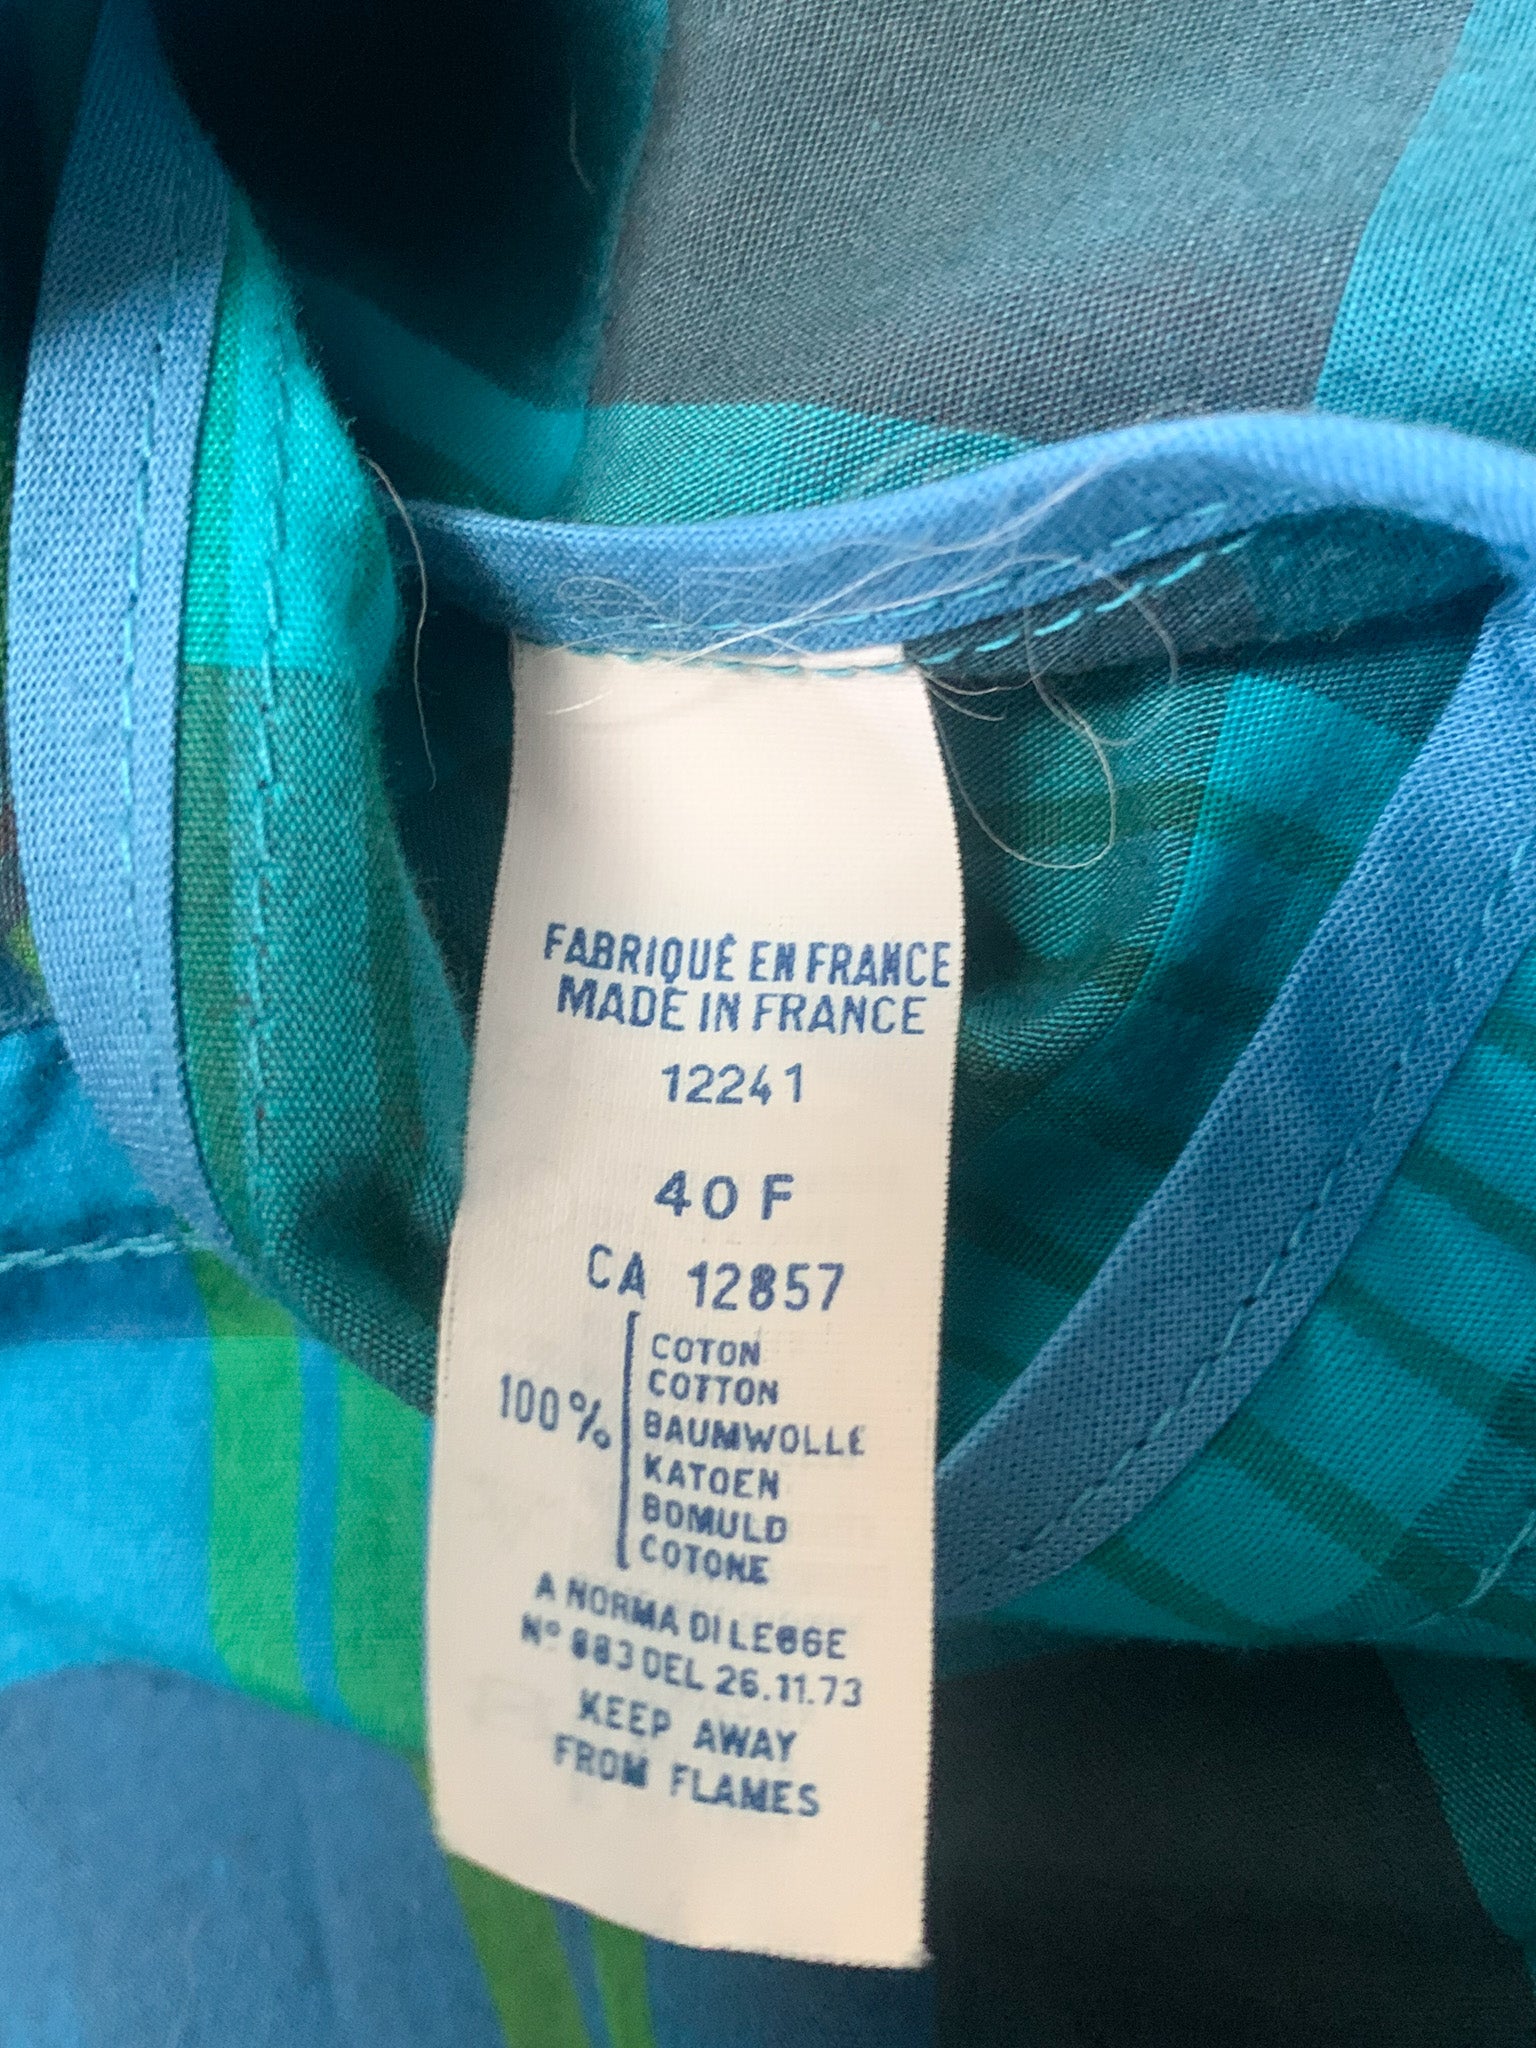 FABRIQUÉ EN FRANCE
MADE IN FRANCE
12241
40 F
CA 12857
100%
COTON
COTTON
BAUMWOLLE
KATOEN
BOMULD
COTONE
A NORMA DI LEGGE
Nº 883 DEL 26.11.73
KEEP AWAY
FROM FLAMES